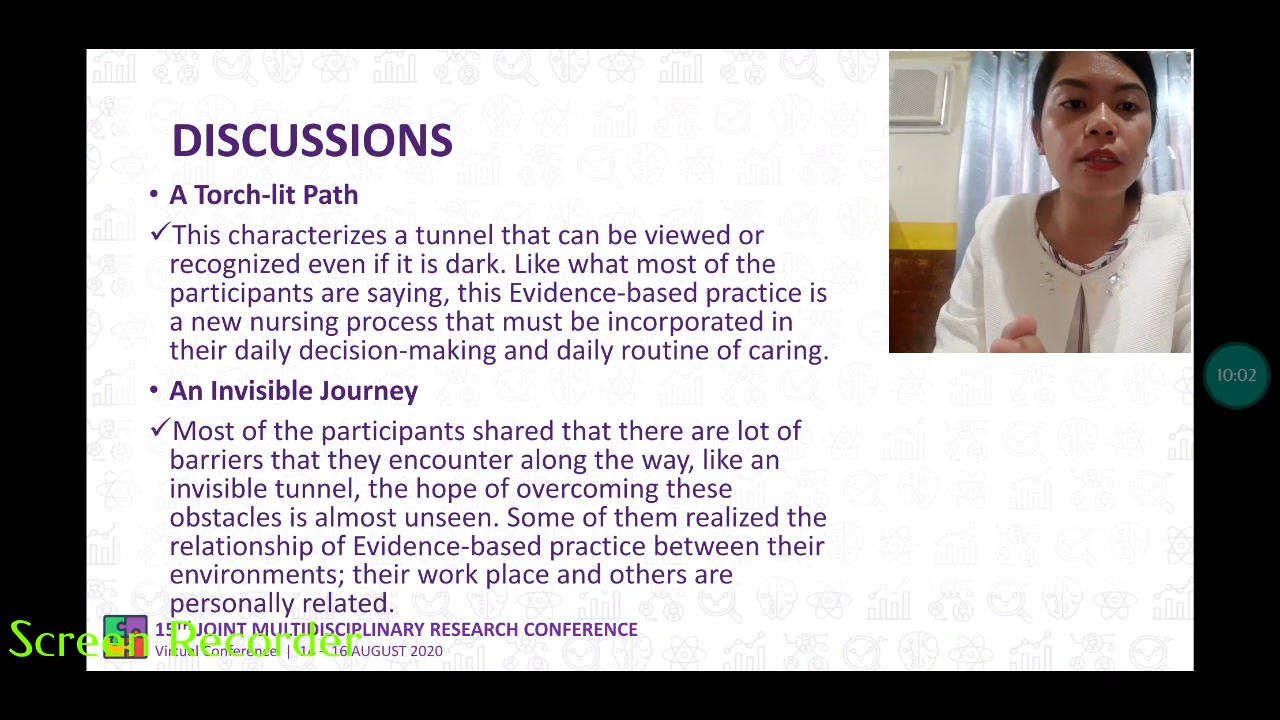 DISCUSSIONS
• A Torch-lit Path
✓This characterizes a tunnel that can be viewed or
recognized even if it is dark. Like what most of the
participants are saying, this Evidence-based practice is
a new nursing process that must be incorporated in
their daily decision-making and daily routine of caring.
• An Invisible Journey
✓Most of the participants shared that there are lot of
barriers that they encounter along the way, like an
invisible tunnel, the hope of overcoming these
obstacles is almost unseen. Some of them realized the
relationship of Evidence-based practice between their
environments; their work place and others are
personally related.
15TH JOINT MULTIDISCIPLINARY RESEARCH CONFERENCE
Virtual Conference | 16 AUGUST 2020
Screen Recorder
10:02